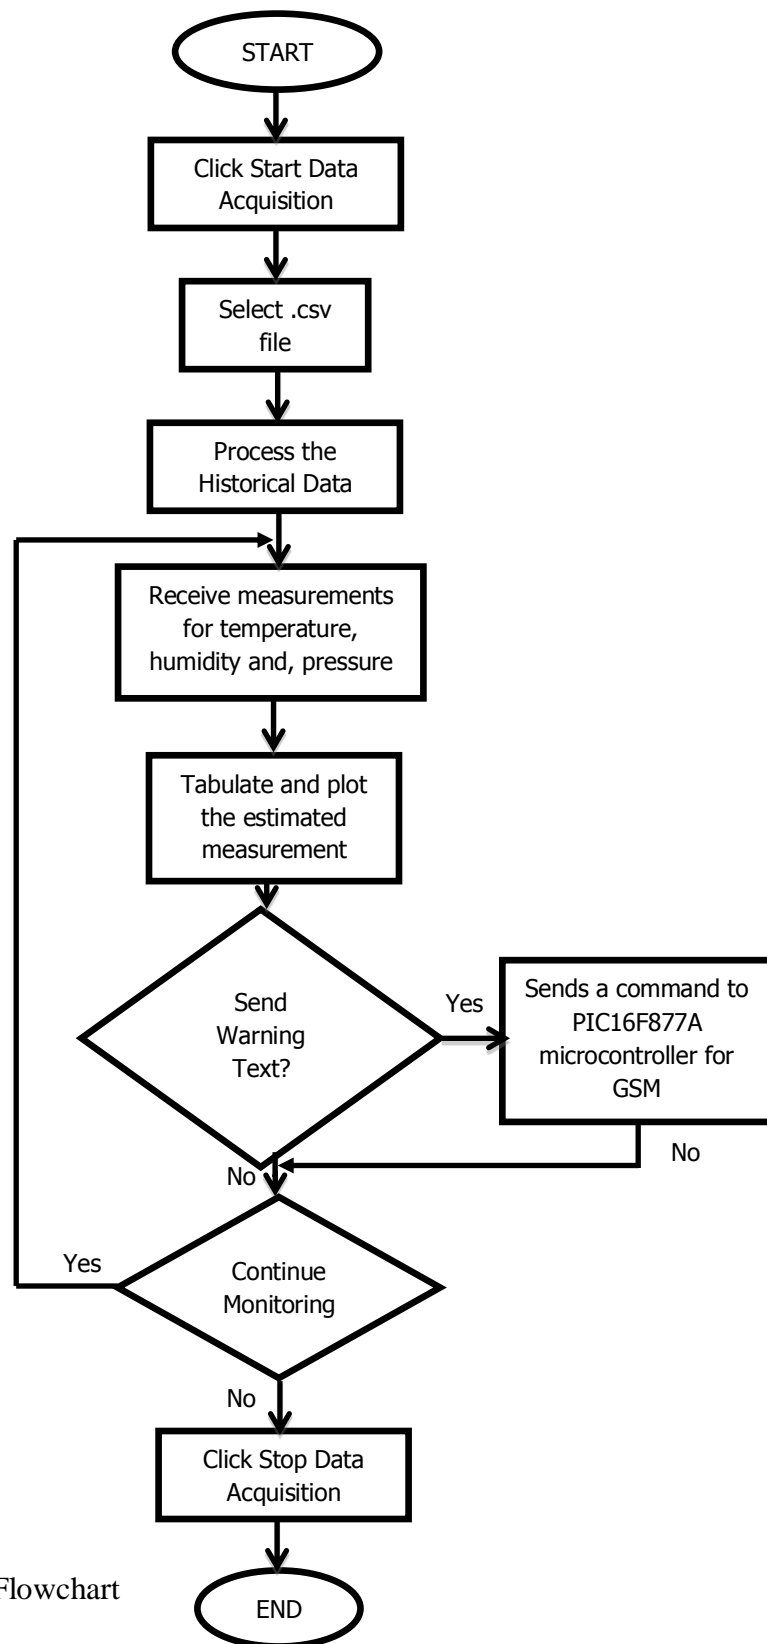 START
Click Start Data
Acquisition
Select .csv
file
Process the
Historical Data
Receive measurements
for temperature,
humidity and, pressure
Tabulate and plot
the estimated
measurement
Send
Warning
Text?
Yes
Sends a command to
PIC16F877A
microcontroller for
GSM
No
No
Yes
Continue
Monitoring
No
Click Stop Data
Acquisition
Flowchart
END